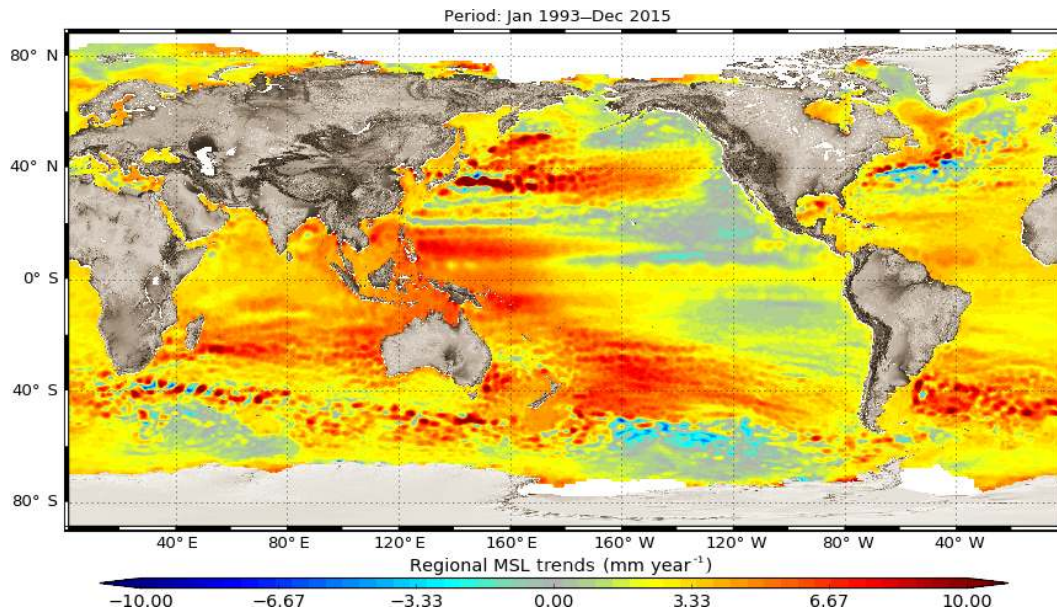 Period: Jan 1993—Dec 2015
80° N
40° N
0° S
40° S
80° S
40° E 80° E 120° E 160° E 160° W 120° W 80° W 40° W
Regional MSL trends (mm year⁻¹)
−10.00 −6.67 −3.33 0.00 3.33 6.67 10.00